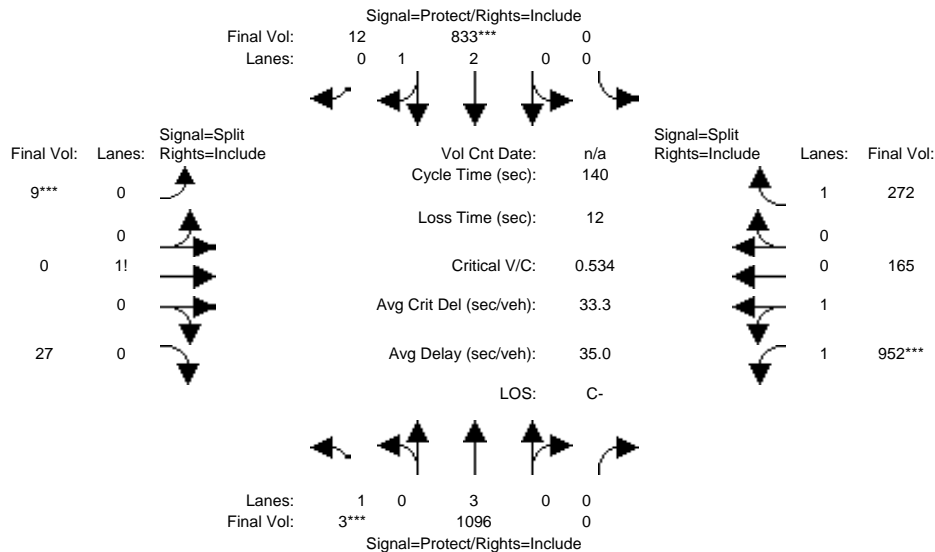 Signal=Protect/Rights=Include
Final Vol: 12 833*** 0
Lanes: 0 1 2 0 0
Signal=Split Signal=Split
Final Vol: Lanes: Rights=Include Vol Cnt Date: n/a Rights=Include Lanes: Final Vol:
Cycle Time (sec): 140
9*** 0 1 272
Loss Time (sec): 12
0 0
0 1! Critical V/C: 0.534 0 165
0 Avg Crit Del (sec/veh): 33.3 1
27 0 Avg Delay (sec/veh): 35.0 1 952***
LOS: C-
Lanes: 1 0 3 0 0
Final Vol: 3*** 1096 0
Signal=Protect/Rights=Include